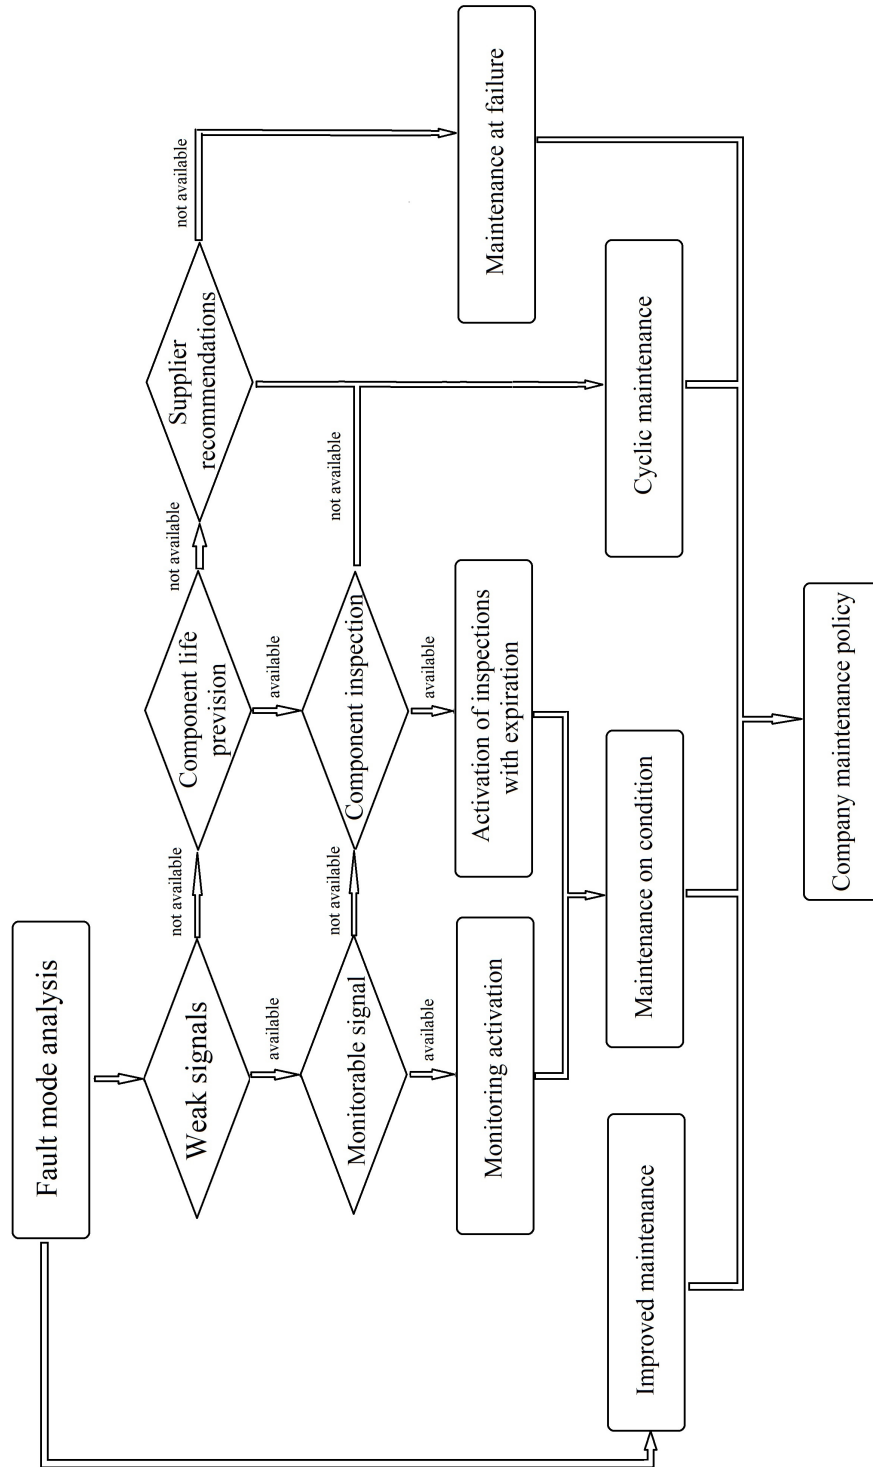 Fault mode analysis
Weak signals
not available
Component life
prevision
not available
Supplier
recommendations
not available
available
available
Monitorable signal
not available
Component inspection
not available
available
available
Monitoring activation
Activation of inspections
with expiration
Maintenance at failure
Improved maintenance
Maintenance on condition
Cyclic maintenance
Company maintenance policy